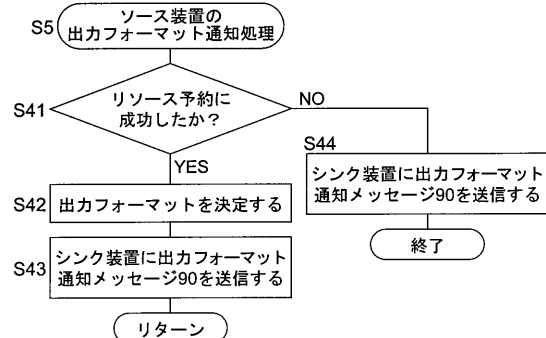 S5
ソース装置の
出力フォーマット通知処理
S41
リソース予約に
成功したか？
NO
YES
S42
出力フォーマットを決定する
S43
シンク装置に出力フォーマット
通知メッセージ90を送信する
リターン
S44
シンク装置に出力フォーマット
通知メッセージ90を送信する
終了